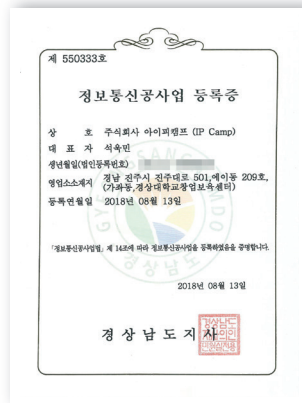 제 550333호
정보통신공사업 등록증
상 호 주식회사 아이피캠프 (IP Camp)
대 표 자 석옥민
생년월일(법인등록번호)
영업소소재지 경남 진주시 진주대로 501,에이동 209호,
(가좌동,경상대학교창업보육센터)
등록연월일 2018년 08월 13일
「정보통신공사업법」 제 14조에 따라 정보통신공사업을 등록하였음을 증명합니다.
2018년 08월 13일
경상남도지사
경상남도